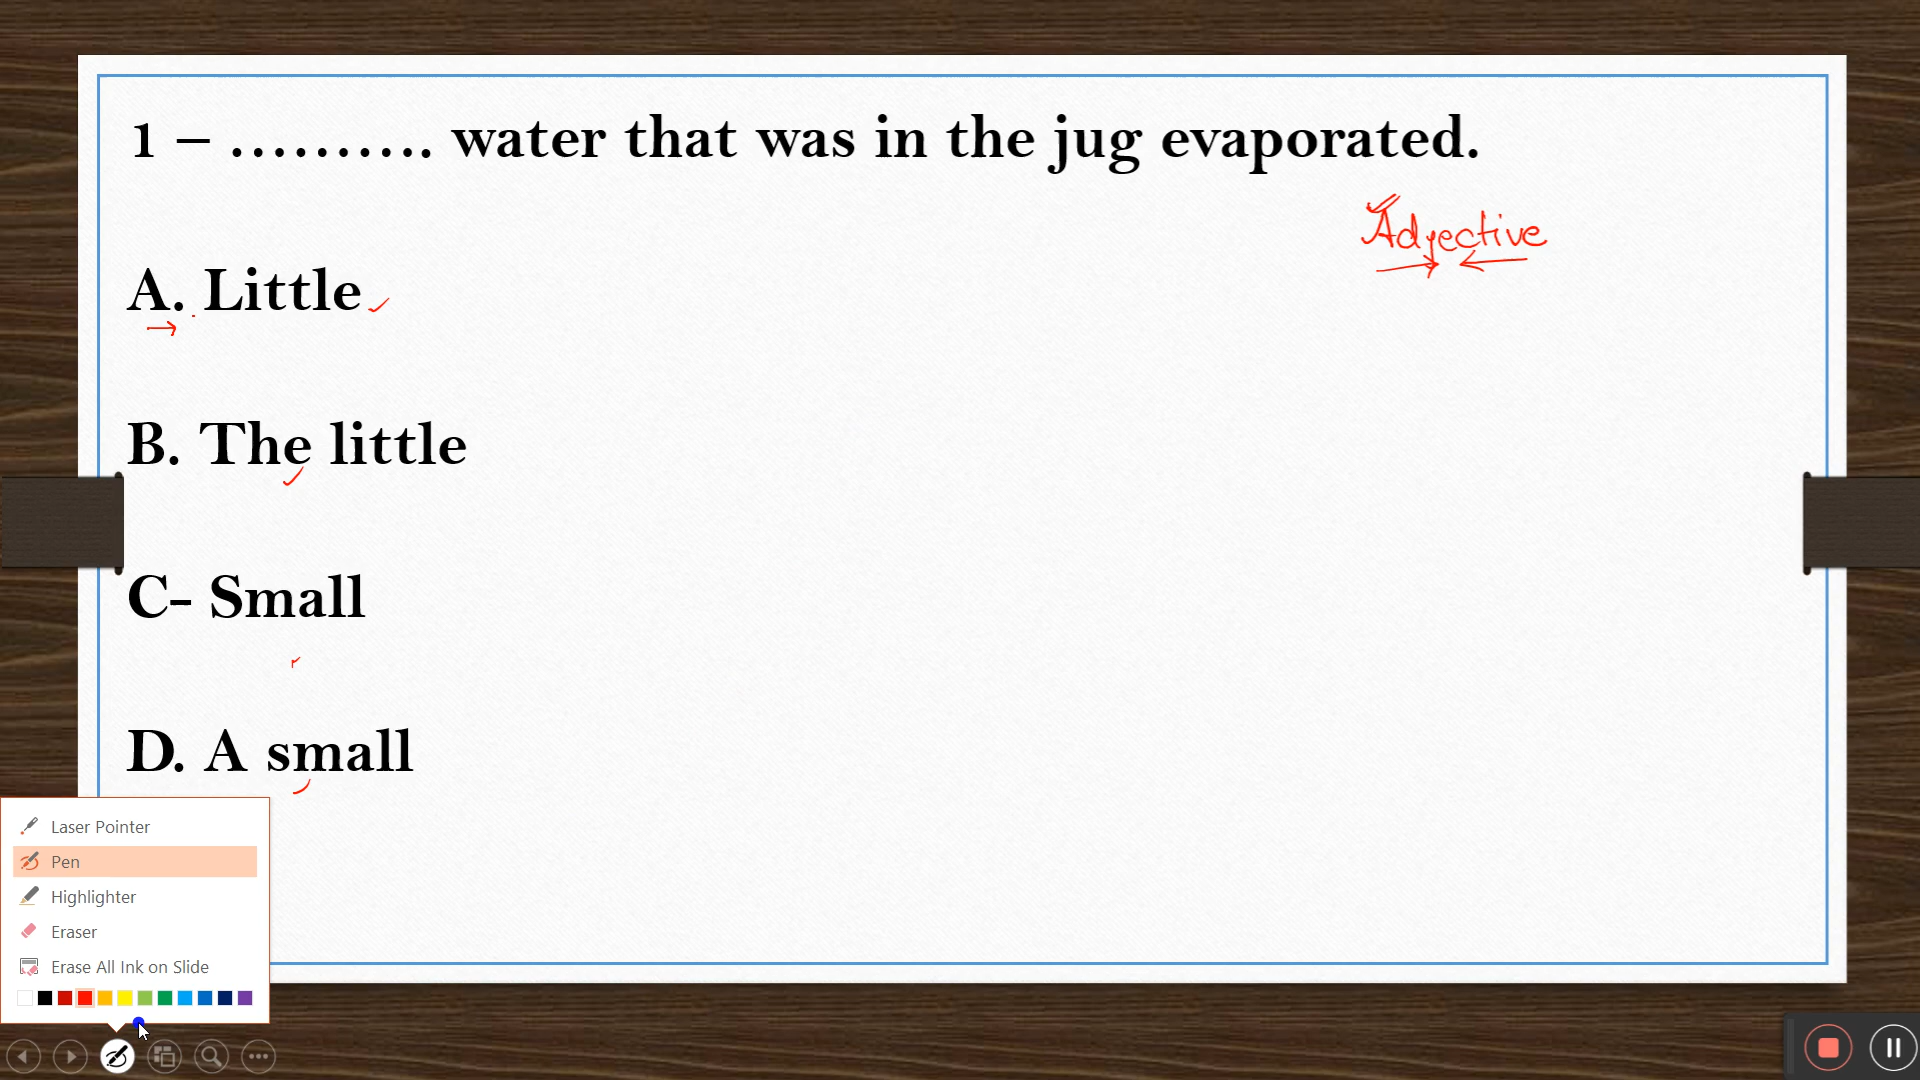 1 – ………. water that was in the jug evaporated.
Adjective
A. Little
B. The little
C- Small
D. A small
Laser Pointer
Pen
Highlighter
Eraser
Erase All Ink on Slide